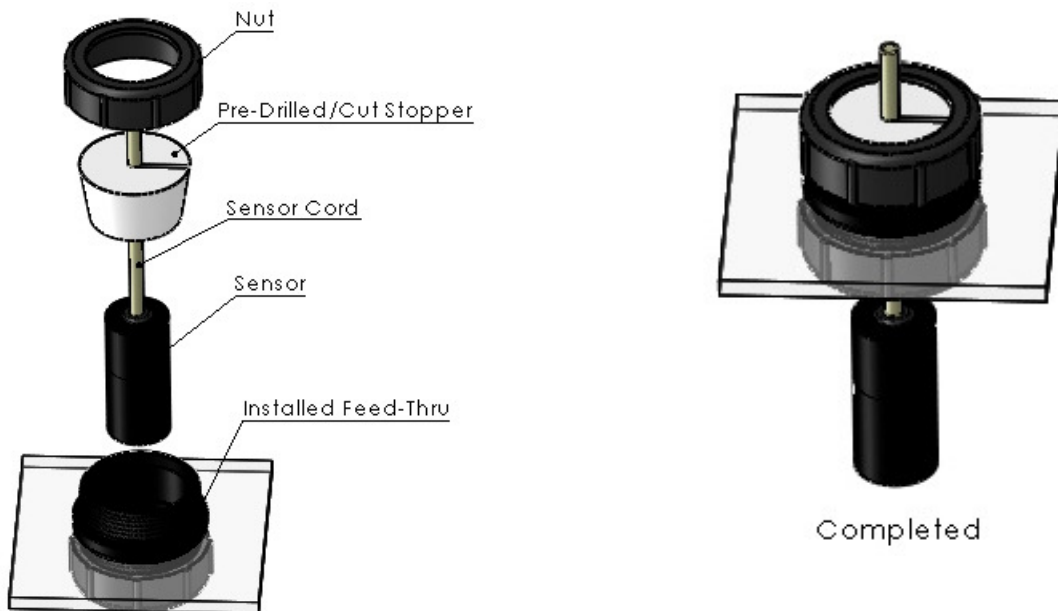 Nut
Pre-Drilled/Cut Stopper
Sensor Cord
Sensor
Installed Feed-Thru
Completed